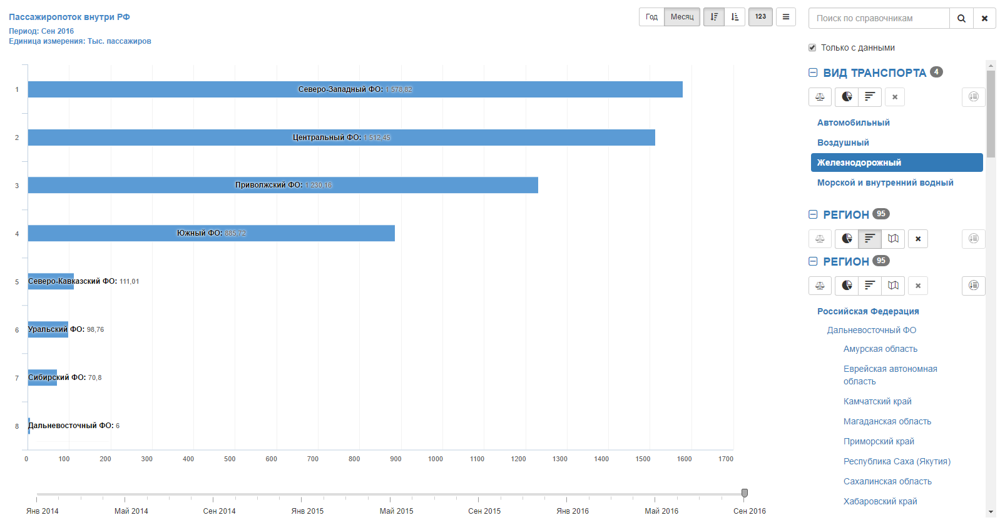 Пассажиропоток внутри РФ
Период: Сен 2016
Единица измерения: Тыс. пассажиров
Год Месяц 123
1 Северо-Западный ФО: 1 578,82
2 Центральный ФО: 1 512,45
3 Приволжский ФО: 1 230,16
4 Южный ФО: 885,72
5 Северо-Кавказский ФО: 111,01
6 Уральский ФО: 98,76
7 Сибирский ФО: 70,8
8 Дальневосточный ФО: 6
0 100 200 300 400 500 600 700 800 900 1000 1100 1200 1300 1400 1500 1600 1700
Янв 2014 Май 2014 Сен 2014 Янв 2015 Май 2015 Сен 2015 Янв 2016 Май 2016 Сен 2016
Поиск по справочникам
Только с данными
ВИД ТРАНСПОРТА 4
Автомобильный
Воздушный
Железнодорожный
Морской и внутренний водный
РЕГИОН 95
РЕГИОН 95
Российская Федерация
Дальневосточный ФО
Амурская область
Еврейская автономная
область
Камчатский край
Магаданская область
Приморский край
Республика Саха (Якутия)
Сахалинская область
Хабаровский край